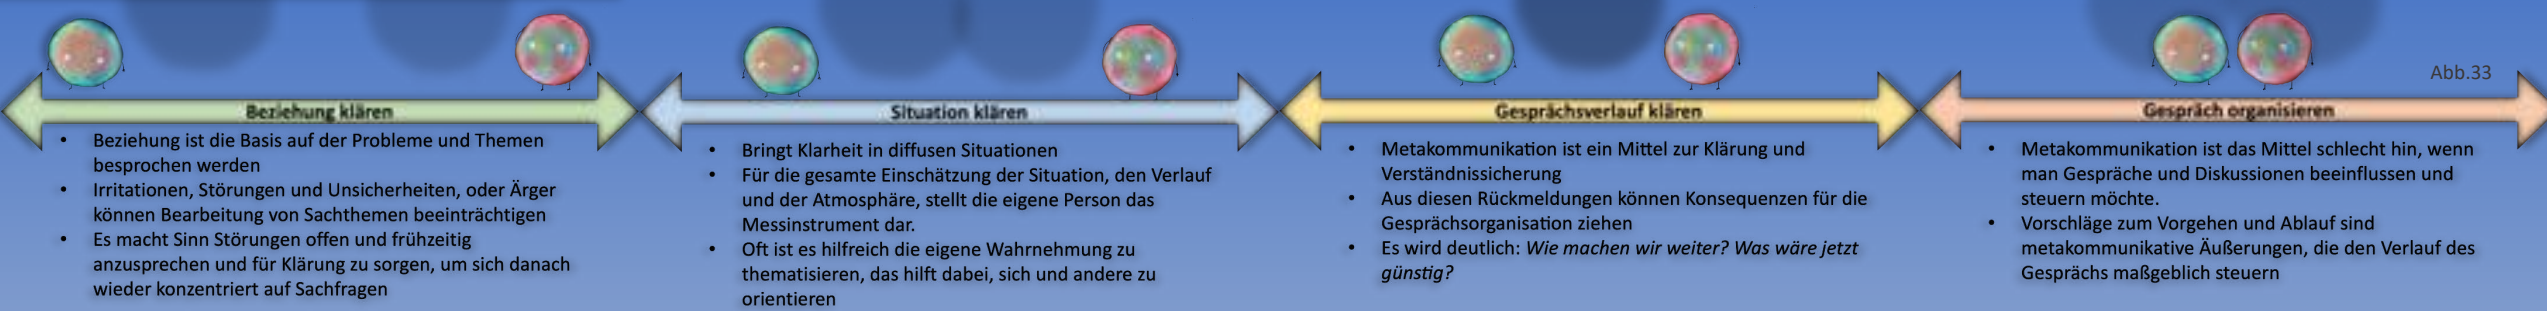 Abb.33
Beziehung klären
• Beziehung ist die Basis auf der Probleme und Themen
besprochen werden
• Irritationen, Störungen und Unsicherheiten, oder Ärger
können Bearbeitung von Sachthemen beeinträchtigen
• Es macht Sinn Störungen offen und frühzeitig
anzusprechen und für Klärung zu sorgen, um sich danach
wieder konzentriert auf Sachfragen
Situation klären
• Bringt Klarheit in diffusen Situationen
• Für die gesamte Einschätzung der Situation, den Verlauf
und der Atmosphäre, stellt die eigene Person das
Messinstrument dar.
• Oft ist es hilfreich die eigene Wahrnehmung zu
thematisieren, das hilft dabei, sich und andere zu
orientieren
Gesprächsverlauf klären
• Metakommunikation ist ein Mittel zur Klärung und
Verständnissicherung
• Aus diesen Rückmeldungen können Konsequenzen für die
Gesprächsorganisation ziehen
• Es wird deutlich: Wie machen wir weiter? Was wäre jetzt
günstig?
Gespräch organisieren
• Metakommunikation ist das Mittel schlecht hin, wenn
man Gespräche und Diskussionen beeinflussen und
steuern möchte.
• Vorschläge zum Vorgehen und Ablauf sind
metakommunikative Äußerungen, die den Verlauf des
Gesprächs maßgeblich steuern